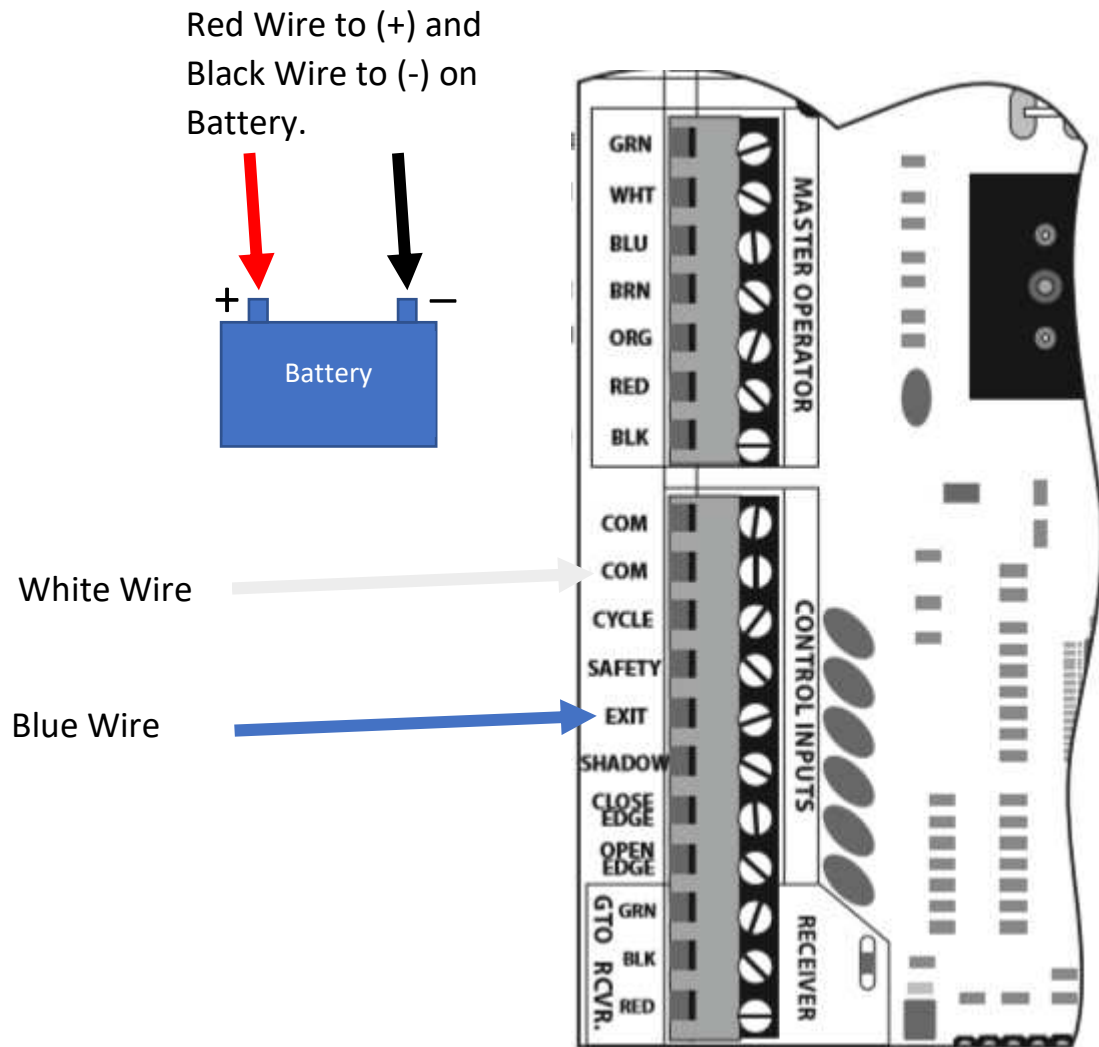 Red Wire to (+) and
Black Wire to (-) on
Battery.
+
–
Battery
GRN
WHT
BLU
BRN
ORG
RED
BLK
MASTER OPERATOR
COM
White Wire
COM
CYCLE
SAFETY
Blue Wire
EXIT
SHADOW
CLOSE
EDGE
OPEN
EDGE
CONTROL INPUTS
GTO RCVR.
GRN
BLK
RED
RECEIVER